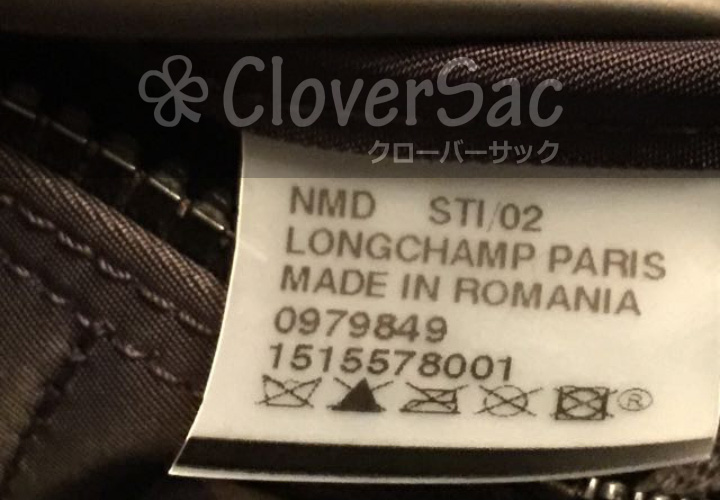 CloverSac
クローバーサック
NMD STI/02
LONGCHAMP PARIS
MADE IN ROMANIA
0979849
1515578001
®